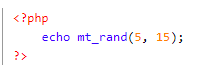 <?php
echo mt_rand(5, 15);
?>